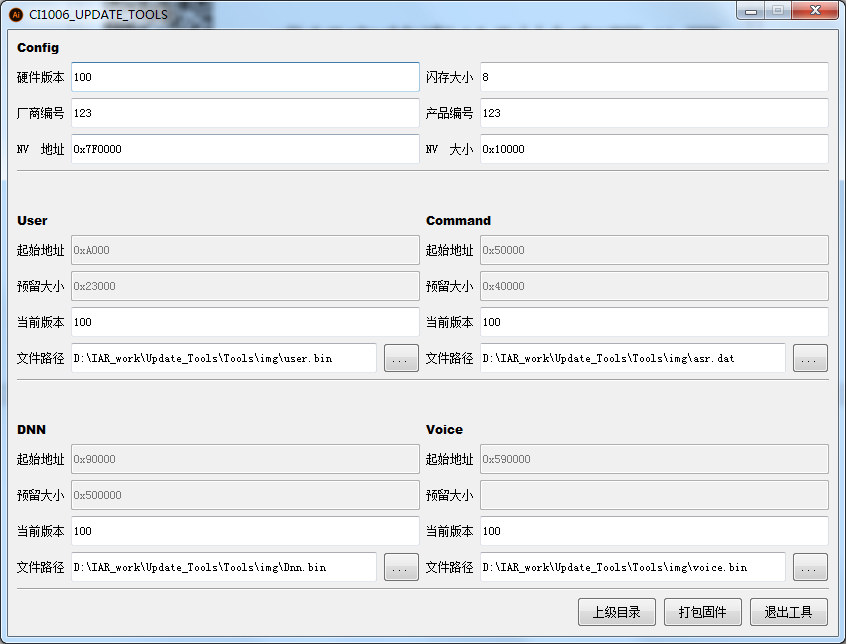 CI1006_UPDATE_TOOLS
Config
硬件版本 100 闪存大小 8
厂商编号 123 产品编号 123
NV 地址 0x7F0000 NV 大小 0x10000
User Command
起始地址 0xA000 起始地址 0x50000
预留大小 0x23000 预留大小 0x40000
当前版本 100 当前版本 100
文件路径 D:\IAR_work\Update_Tools\Tools\img\user.bin ... 文件路径 D:\IAR_work\Update_Tools\Tools\img\asr.dat ...
DNN Voice
起始地址 0x90000 起始地址 0x590000
预留大小 0x500000 预留大小
当前版本 100 当前版本 100
文件路径 D:\IAR_work\Update_Tools\Tools\img\Dnn.bin ... 文件路径 D:\IAR_work\Update_Tools\Tools\img\voice.bin ...
上级目录 打包固件 退出工具